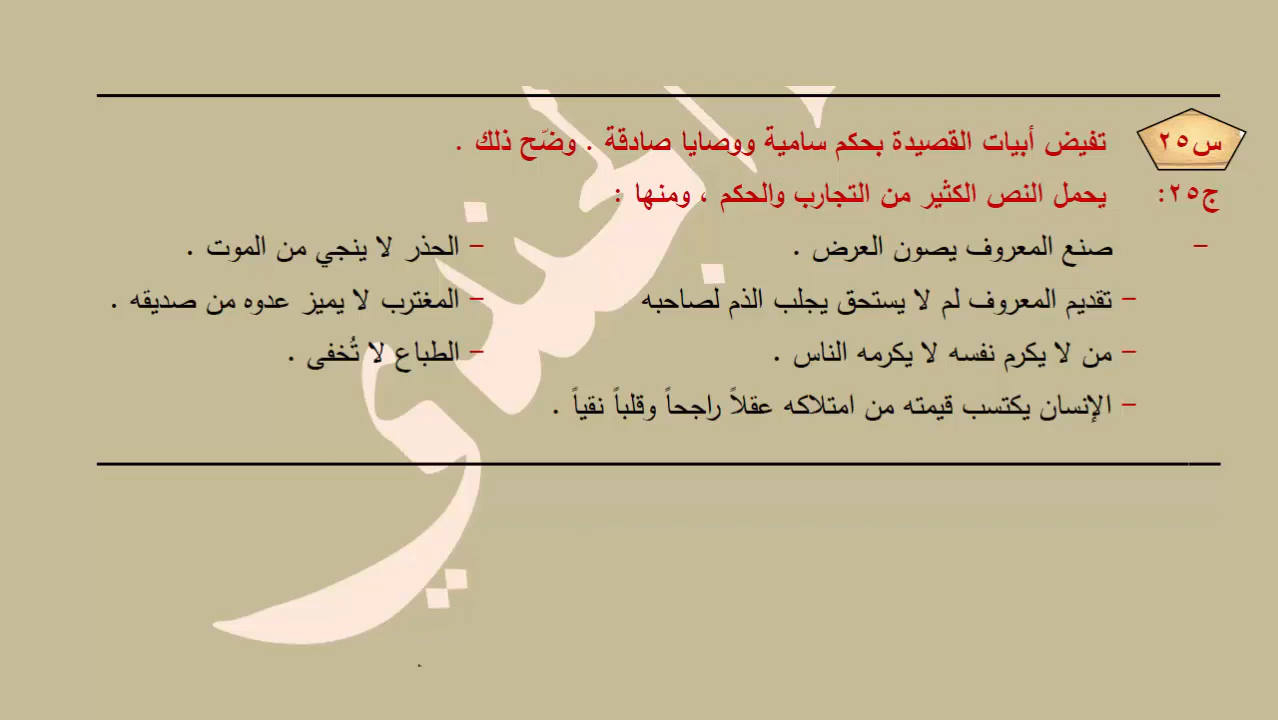 س٢٥ تفيض أبيات القصيدة بحكم سامية ووصايا صادقة . وضّح ذلك .
ج٢٥: يحمل النص الكثير من التجارب والحكم ، ومنها :
- صنع المعروف يصون العرض . - الحذر لا ينجي من الموت .
- تقديم المعروف لم لا يستحق يجلب الذم لصاحبه - المغترب لا يميز عدوه من صديقه .
- من لا يكرم نفسه لا يكرمه الناس . - الطباع لا تُخفى .
- الإنسان يكتسب قيمته من امتلاكه عقلاً راجحاً وقلباً نقياً .